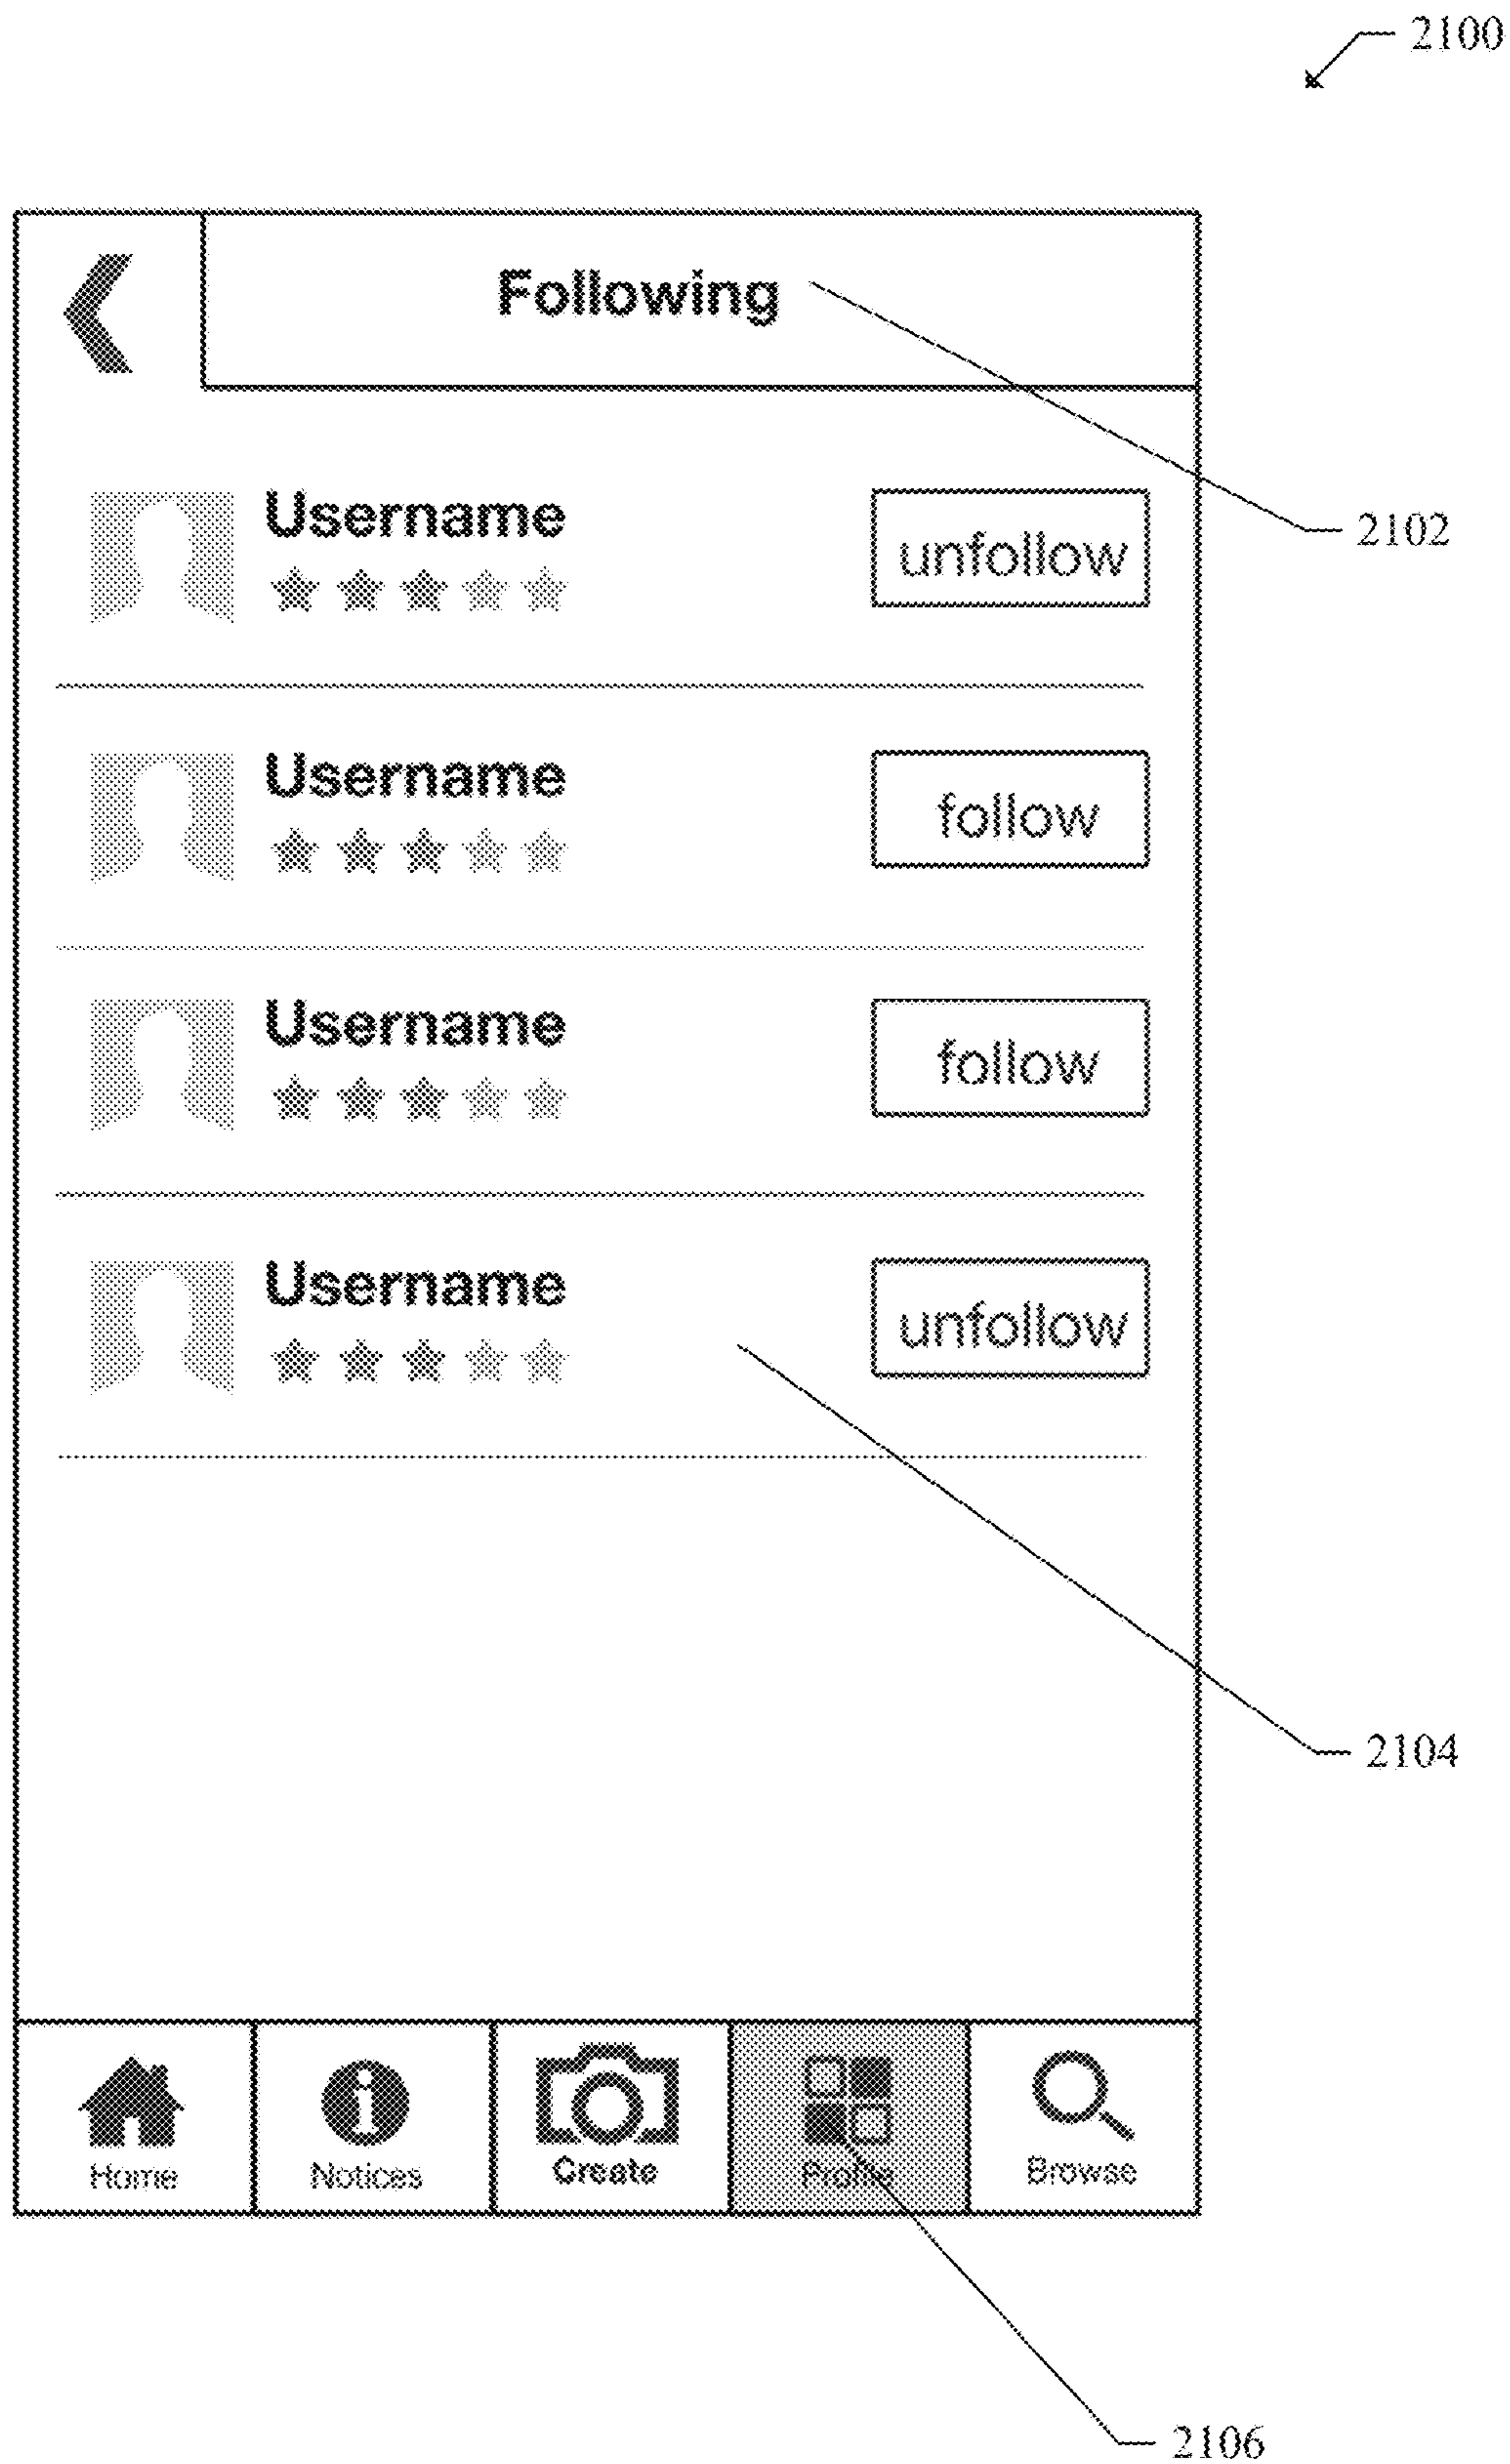 2100
Following
2102
Username
unfollow
Username
follow
Username
follow
Username
unfollow
2104
Home Notices Create Profile Browse
2106